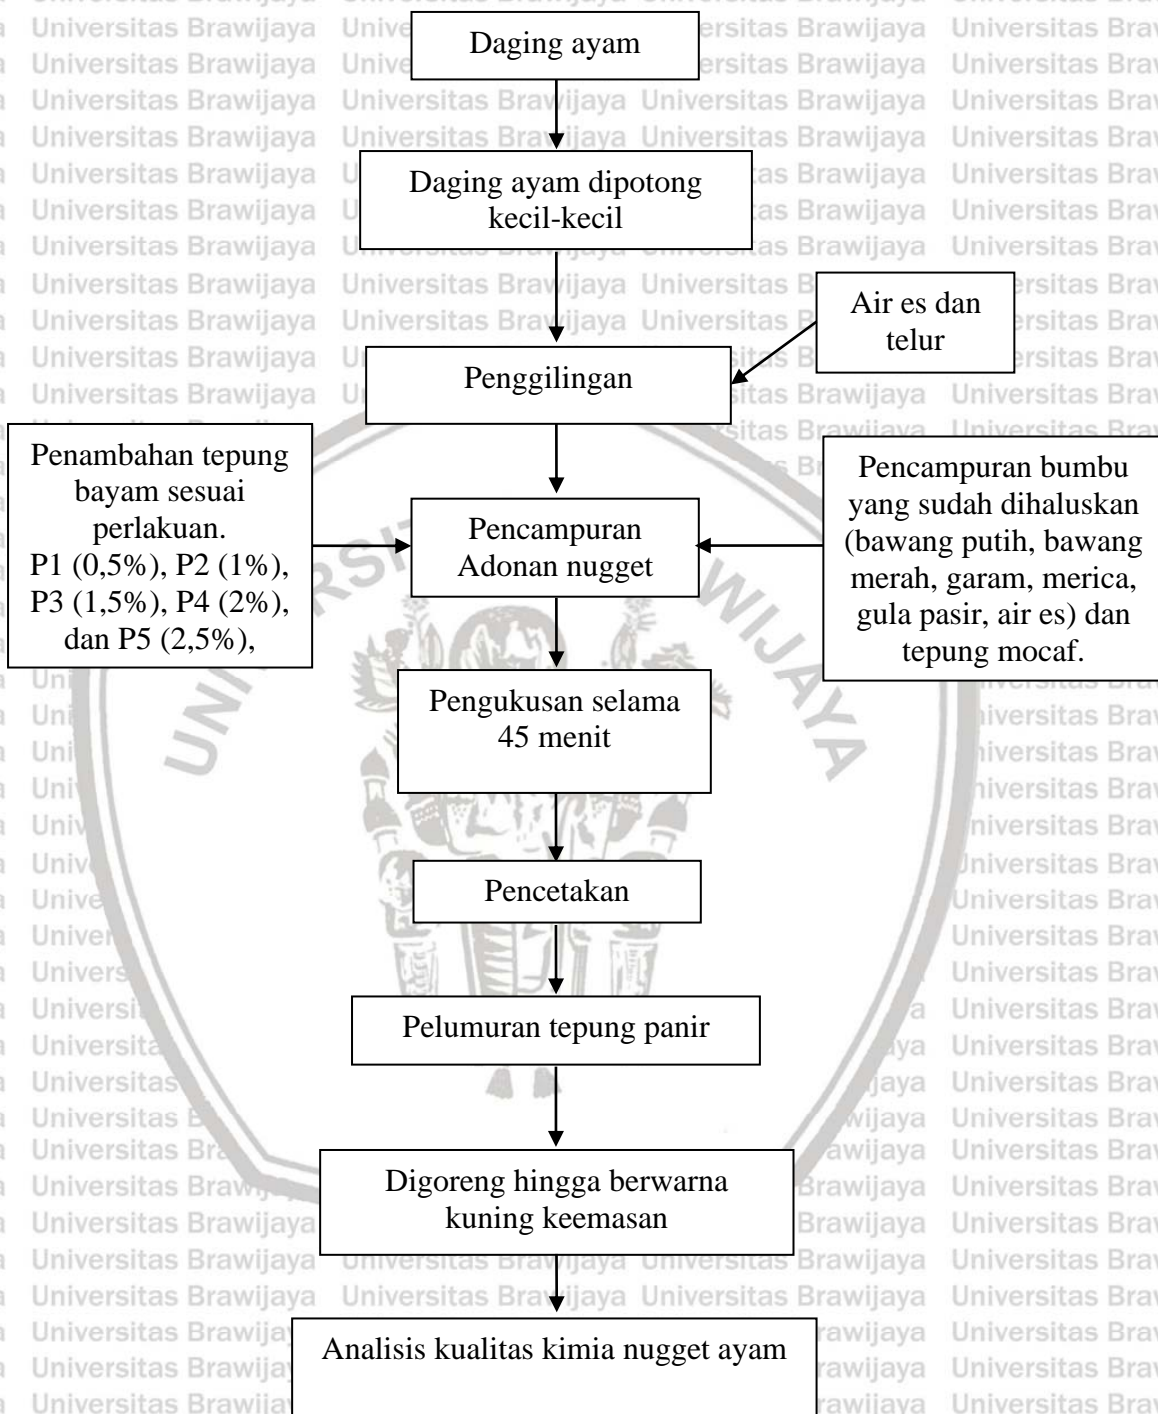 Daging ayam
Daging ayam dipotong
kecil-kecil
Air es dan
telur
Penggilingan
Penambahan tepung
bayam sesuai
perlakuan.
P1 (0,5%), P2 (1%),
P3 (1,5%), P4 (2%),
dan P5 (2,5%),
Pencampuran
Adonan nugget
Pencampuran bumbu
yang sudah dihaluskan
(bawang putih, bawang
merah, garam, merica,
gula pasir, air es) dan
tepung mocaf.
Pengukusan selama
45 menit
Pencetakan
Pelumuran tepung panir
Digoreng hingga berwarna
kuning keemasan
Analisis kualitas kimia nugget ayam